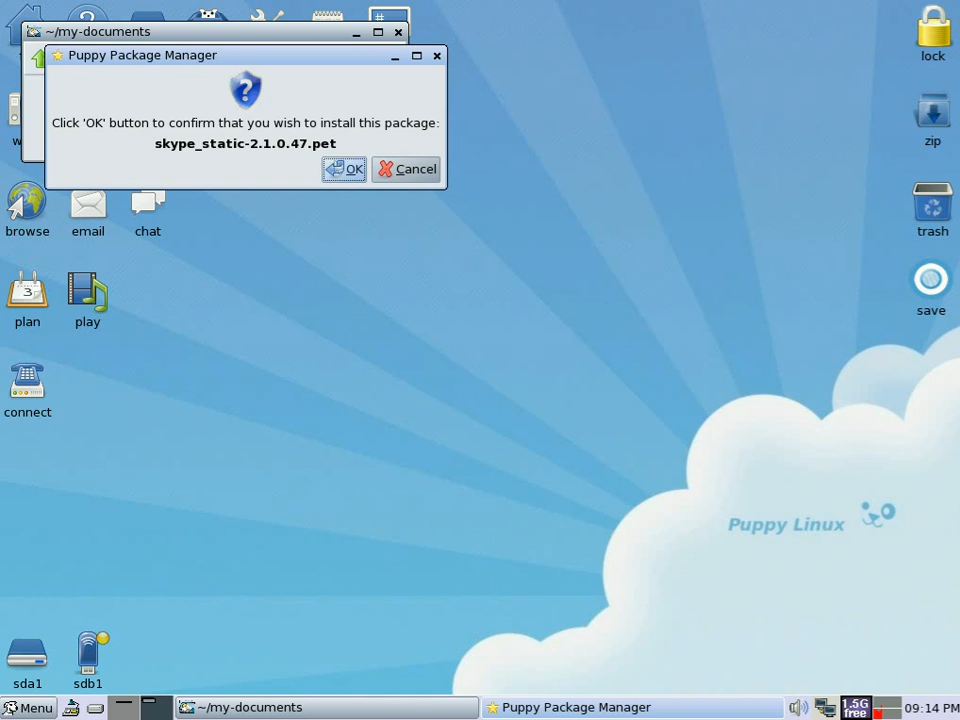 ~/my-documents
Puppy Package Manager
Click 'OK' button to confirm that you wish to install this package:
skype_static-2.1.0.47.pet
OK
Cancel
lock
zip
browse
email
chat
trash
plan
play
save
connect
Puppy Linux
sda1
sdb1
Menu
~/my-documents
Puppy Package Manager
1.5G
free
09:14 PM